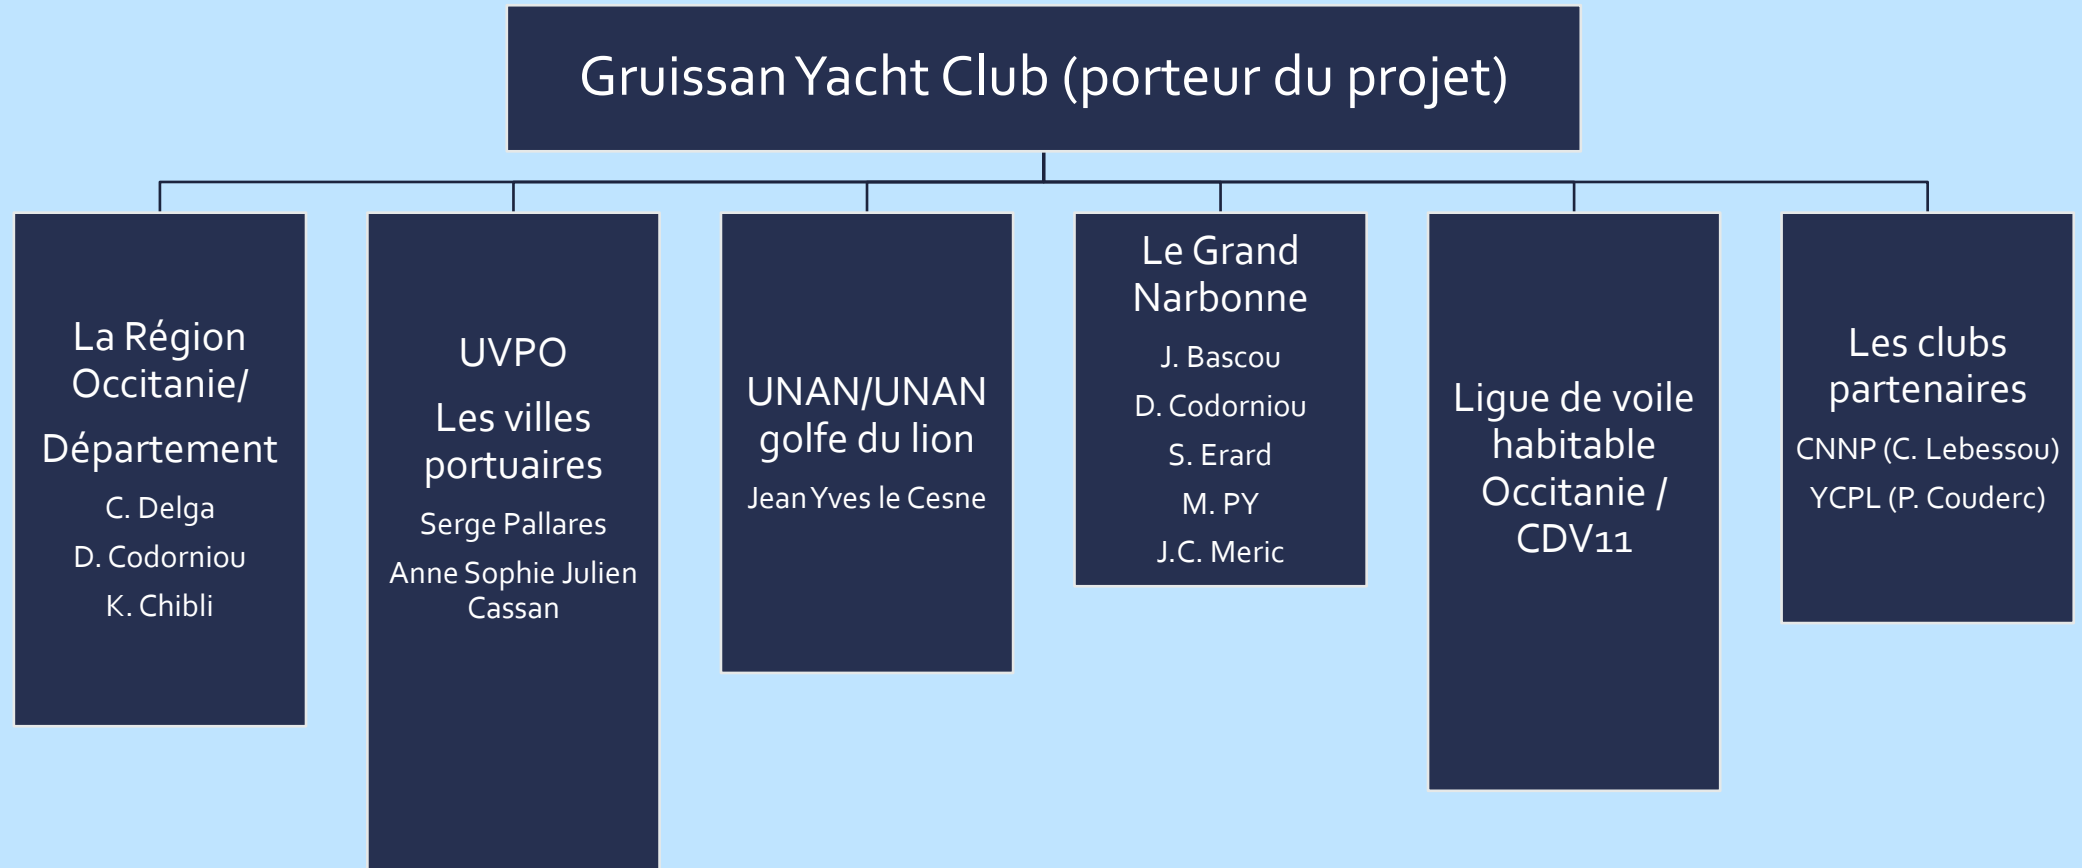 Gruissan Yacht Club (porteur du projet)
La Région
Occitanie/
Département
C. Delga
D. Codorniou
K. Chibli
UVPO
Les villes
portuaires
Serge Pallares
Anne Sophie Julien
Cassan
UNAN/UNAN
golfe du lion
Jean Yves le Cesne
Le Grand
Narbonne
J. Bascou
D. Codorniou
S. Erard
M. PY
J.C. Meric
Ligue de voile
habitable
Occitanie /
CDV11
Les clubs
partenaires
CNNP (C. Lebessou)
YCPL (P. Couderc)